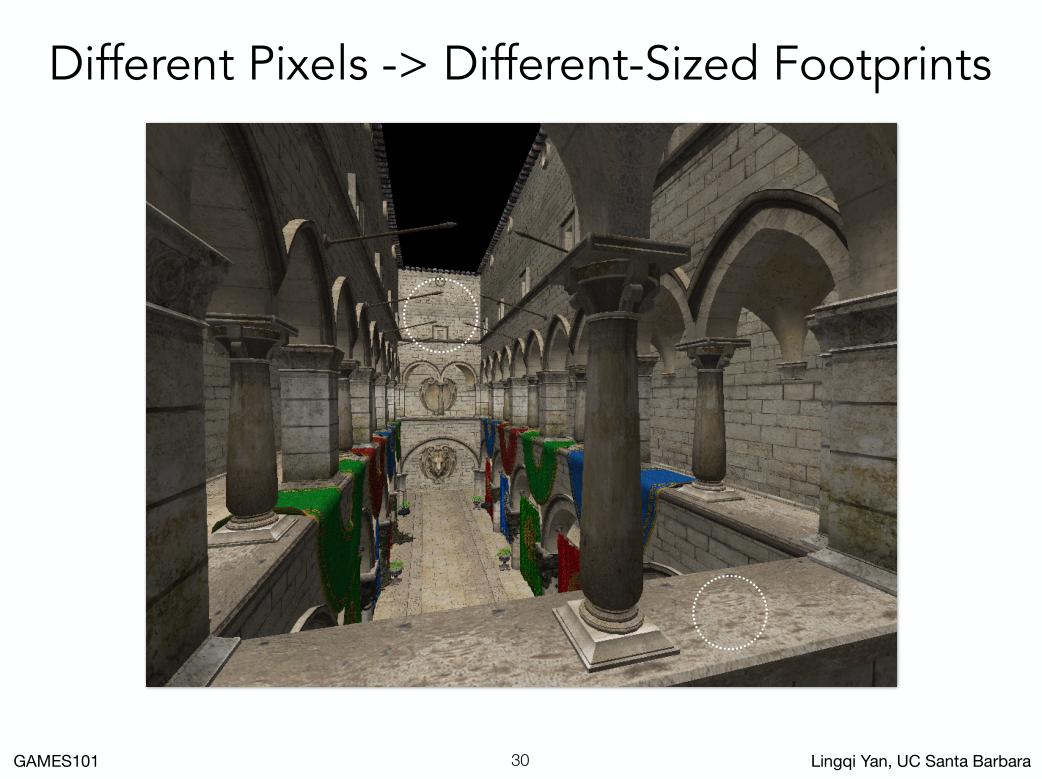 Different Pixels -> Different-Sized Footprints
GAMES101
30
Lingqi Yan, UC Santa Barbara